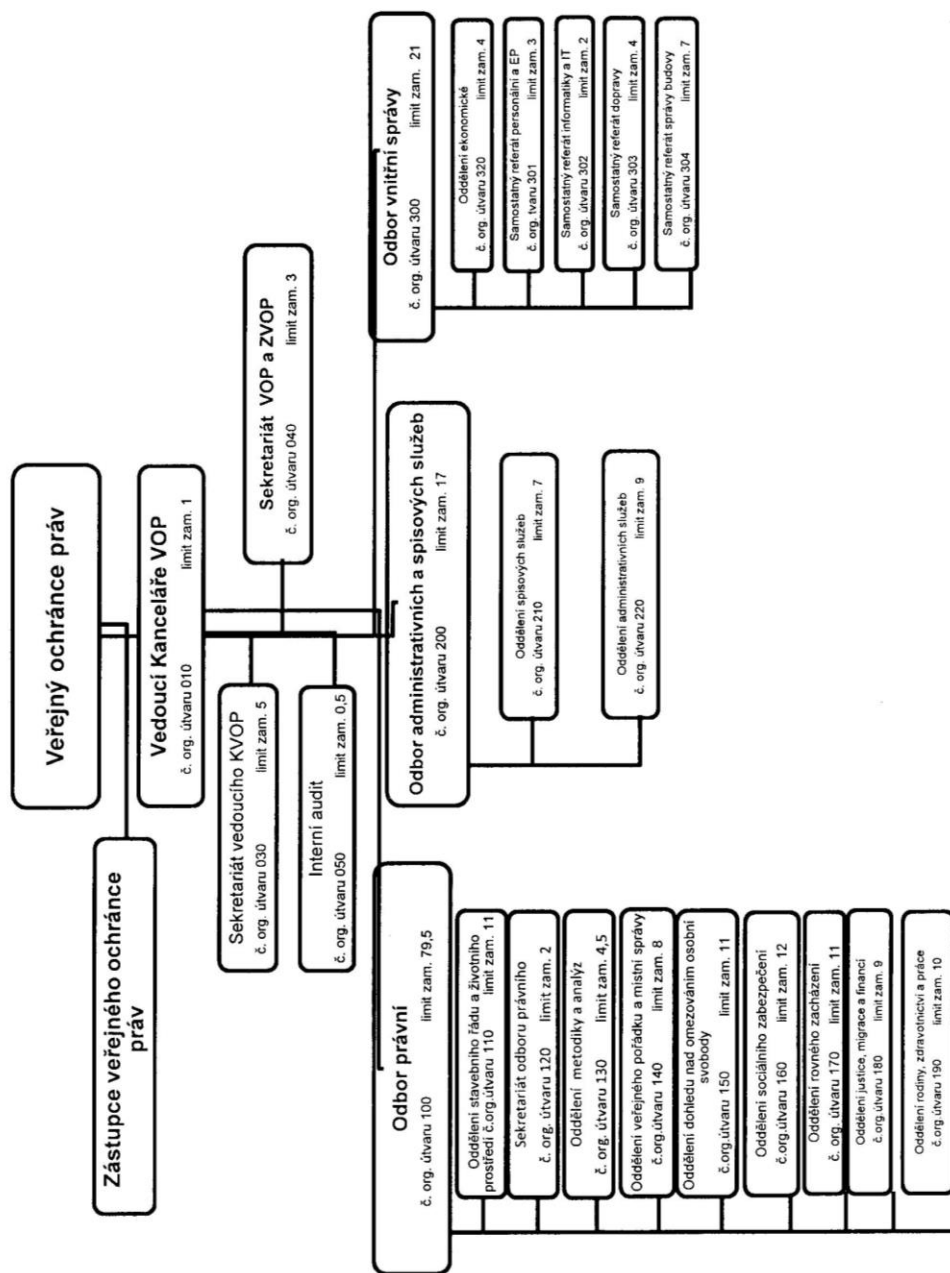 Veřejný ochránce práv
Zástupce veřejného ochránce
práv
Vedoucí Kanceláře VOP
č. org. útvaru 010 limit zam. 1
Sekretariát VOP a ZVOP
č. org. útvaru 040 limit zam. 3
Sekretariát vedoucího KVOP
č. org. útvaru 030 limit zam. 5
Interní audit
č. org. útvaru 050 limit zam. 0,5
Odbor právní
č. org. útvaru 100 limit zam. 79,5
Oddělení stavebního řádu a životního
prostředí č.org.útvaru 110 limit zam. 11
Sekretariát odboru právního
č. org. útvaru 120 limit zam. 2
Oddělení metodiky a analýz
č. org. útvaru 130 limit zam. 4,5
Oddělení veřejného pořádku a místní správy
č.org.útvaru 140 limit zam. 8
Oddělení dohledu nad omezováním osobní
svobody
č.org.útvaru 150 limit zam. 11
Oddělení sociálního zabezpečení
č.org.útvaru 160 limit zam. 12
Oddělení rovného zacházení
č. org. útvaru 170 limit zam. 11
Oddělení justice, migrace a financí
č.org.útvaru 180 limit zam. 9
Oddělení rodiny, zdravotnictví a práce
č.org.útvaru 190 limit zam. 10
Odbor administrativních a spisových služeb
č. org. útvaru 200 limit zam. 17
Oddělení spisových služeb
č. org. útvaru 210 limit zam. 7
Oddělení administrativních služeb
č. org. útvaru 220 limit zam. 9
Odbor vnitřní správy
č. org. útvaru 300 limit zam. 21
Oddělení ekonomické
č. org. útvaru 320 limit zam. 4
Samostatný referát personální a EP
č. org. tvaru 301 limit zam. 3
Samostatný referát informatiky a IT
č. org. útvaru 302 limit zam. 2
Samostatný referát dopravy
č. org. útvaru 303 limit zam. 4
Samostatný referát správy budovy
č. org. útvaru 304 limit zam. 7